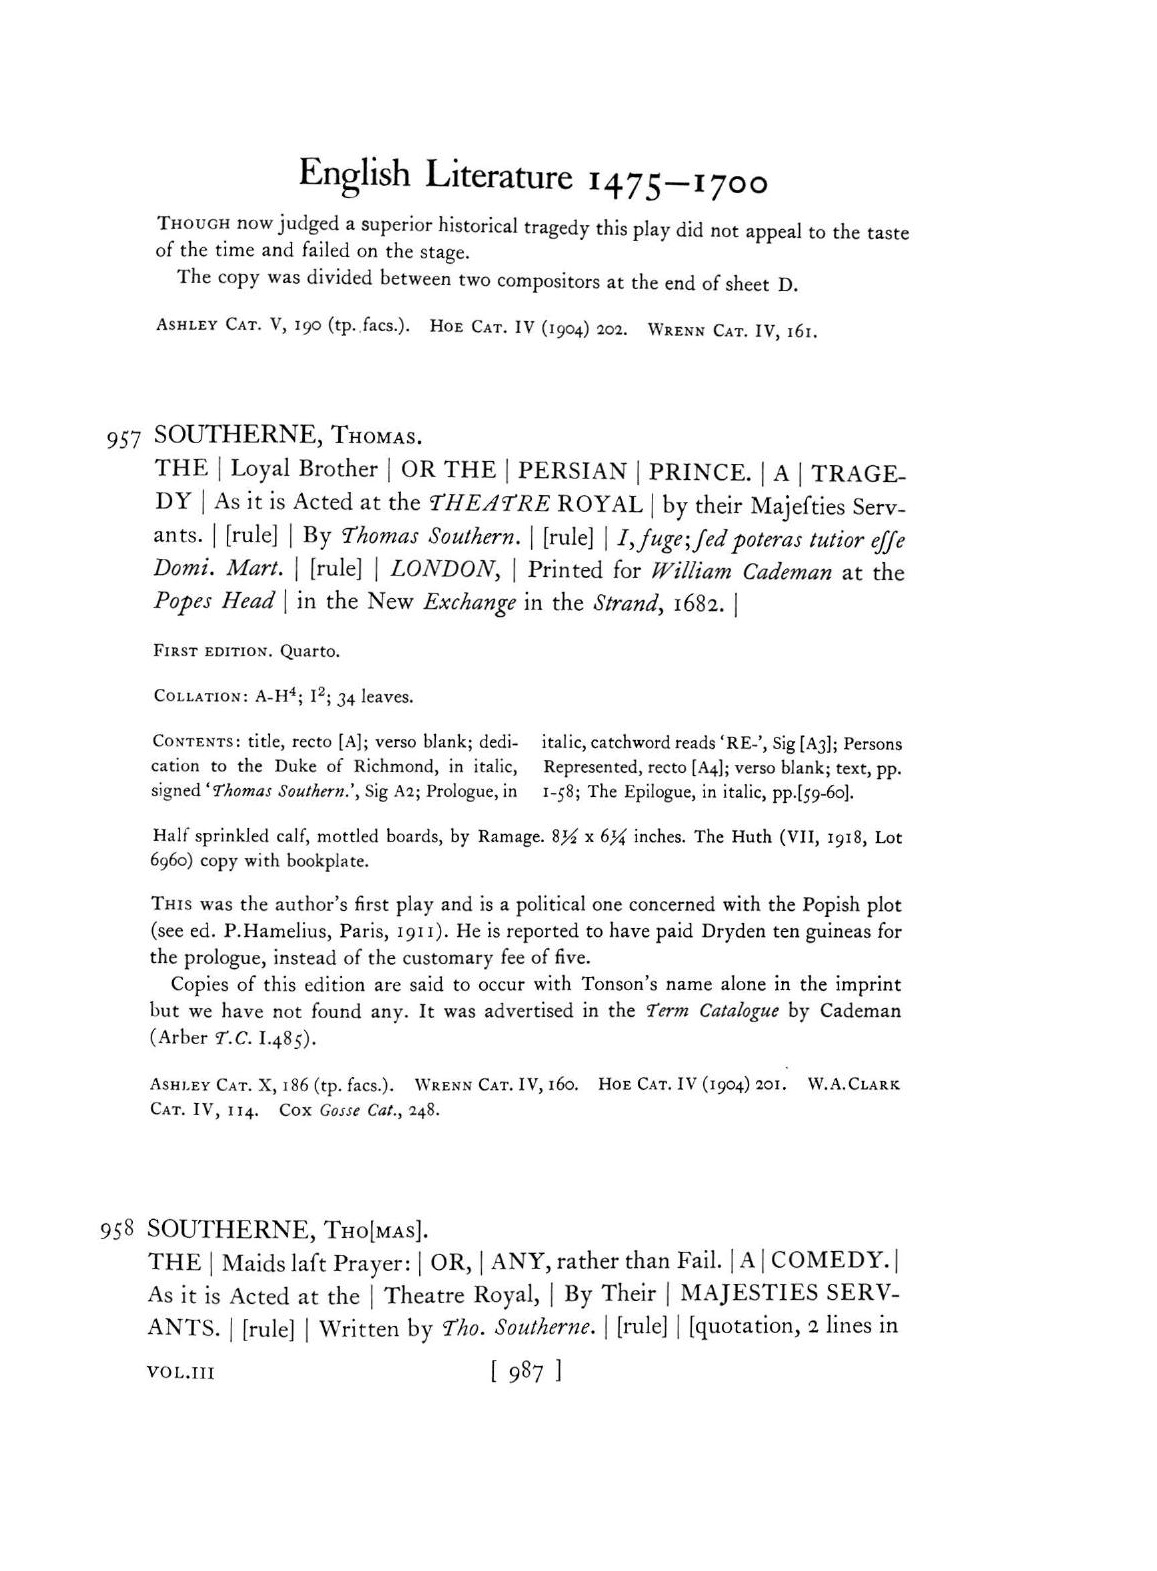 English Literature 1475—1700
THOUGH now judged a superior historical tragedy this play did not appeal to the taste
of the time and failed on the stage.
The copy was divided between two compositors at the end of sheet D.
ASHLEY CAT. V, 190 (tp. facs.). HOE CAT. IV (1904) 202. WRENN CAT. IV, 161.
957 SOUTHERNE, THOMAS.
THE | Loyal Brother | OR THE | PERSIAN | PRINCE. | A | TRAGE-
DY | As it is Acted at the THEATRE ROYAL | by their Majeſties Serv-
ants. | [rule] | By Thomas Southern. | [rule] | I, fuge; ſed poteras tutior eſſe
Domi. Mart. | [rule] | LONDON, | Printed for William Cademan at the
Popes Head | in the New Exchange in the Strand, 1682. |
FIRST EDITION. Quarto.
COLLATION: A-H⁴; I²; 34 leaves.
CONTENTS: title, recto [A]; verso blank; dedi-
cation to the Duke of Richmond, in italic,
signed 'Thomas Southern.', Sig A2; Prologue, in
italic, catchword reads 'RE-', Sig [A3]; Persons
Represented, recto [A4]; verso blank; text, pp.
1-58; The Epilogue, in italic, pp.[59-60].
Half sprinkled calf, mottled boards, by Ramage. 8½ x 6¼ inches. The Huth (VII, 1918, Lot
6960) copy with bookplate.
THIS was the author's first play and is a political one concerned with the Popish plot
(see ed. P.Hamelius, Paris, 1911). He is reported to have paid Dryden ten guineas for
the prologue, instead of the customary fee of five.
Copies of this edition are said to occur with Tonson's name alone in the imprint
but we have not found any. It was advertised in the Term Catalogue by Cademan
(Arber T.C. I.485).
ASHLEY CAT. X, 186 (tp. facs.). WRENN CAT. IV, 160. HOE CAT. IV (1904) 201. W.A.CLARK
CAT. IV, 114. COX Gosse Cat., 248.
958 SOUTHERNE, THO[MAS].
THE | Maids laſt Prayer: | OR, | ANY, rather than Fail. | A | COMEDY. |
As it is Acted at the | Theatre Royal, | By Their | MAJESTIES SERV-
ANTS. | [rule] | Written by Tho. Southerne. | [rule] | [quotation, 2 lines in
VOL.III [ 987 ]